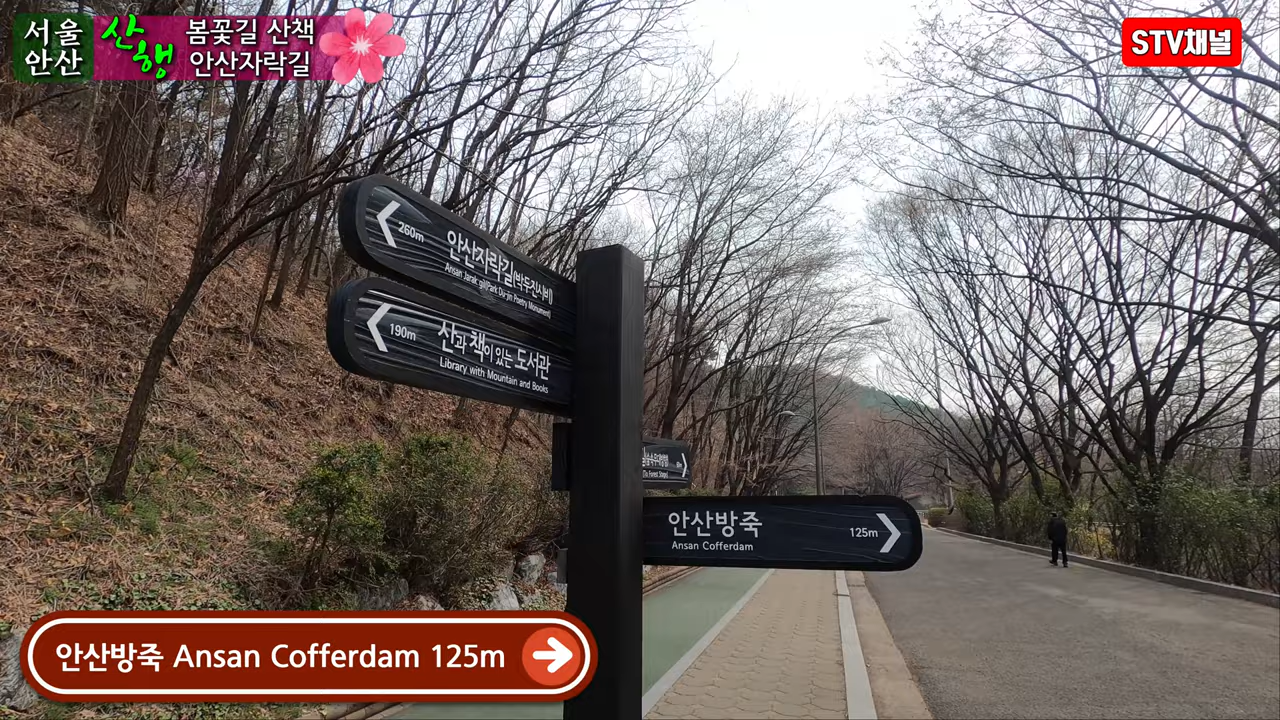 서울
안산
산행
봄꽃길 산책
안산자락길
STV채널
260m
안산자락길(박두진시비)
Ansan Jarak-gil(Park Du-jin Poetry Monument)
190m
산과 책이 있는 도서관
Library with Mountain and Books
(To Forest Steps)
안산방죽
Ansan Cofferdam
125m
안산방죽 Ansan Cofferdam 125m